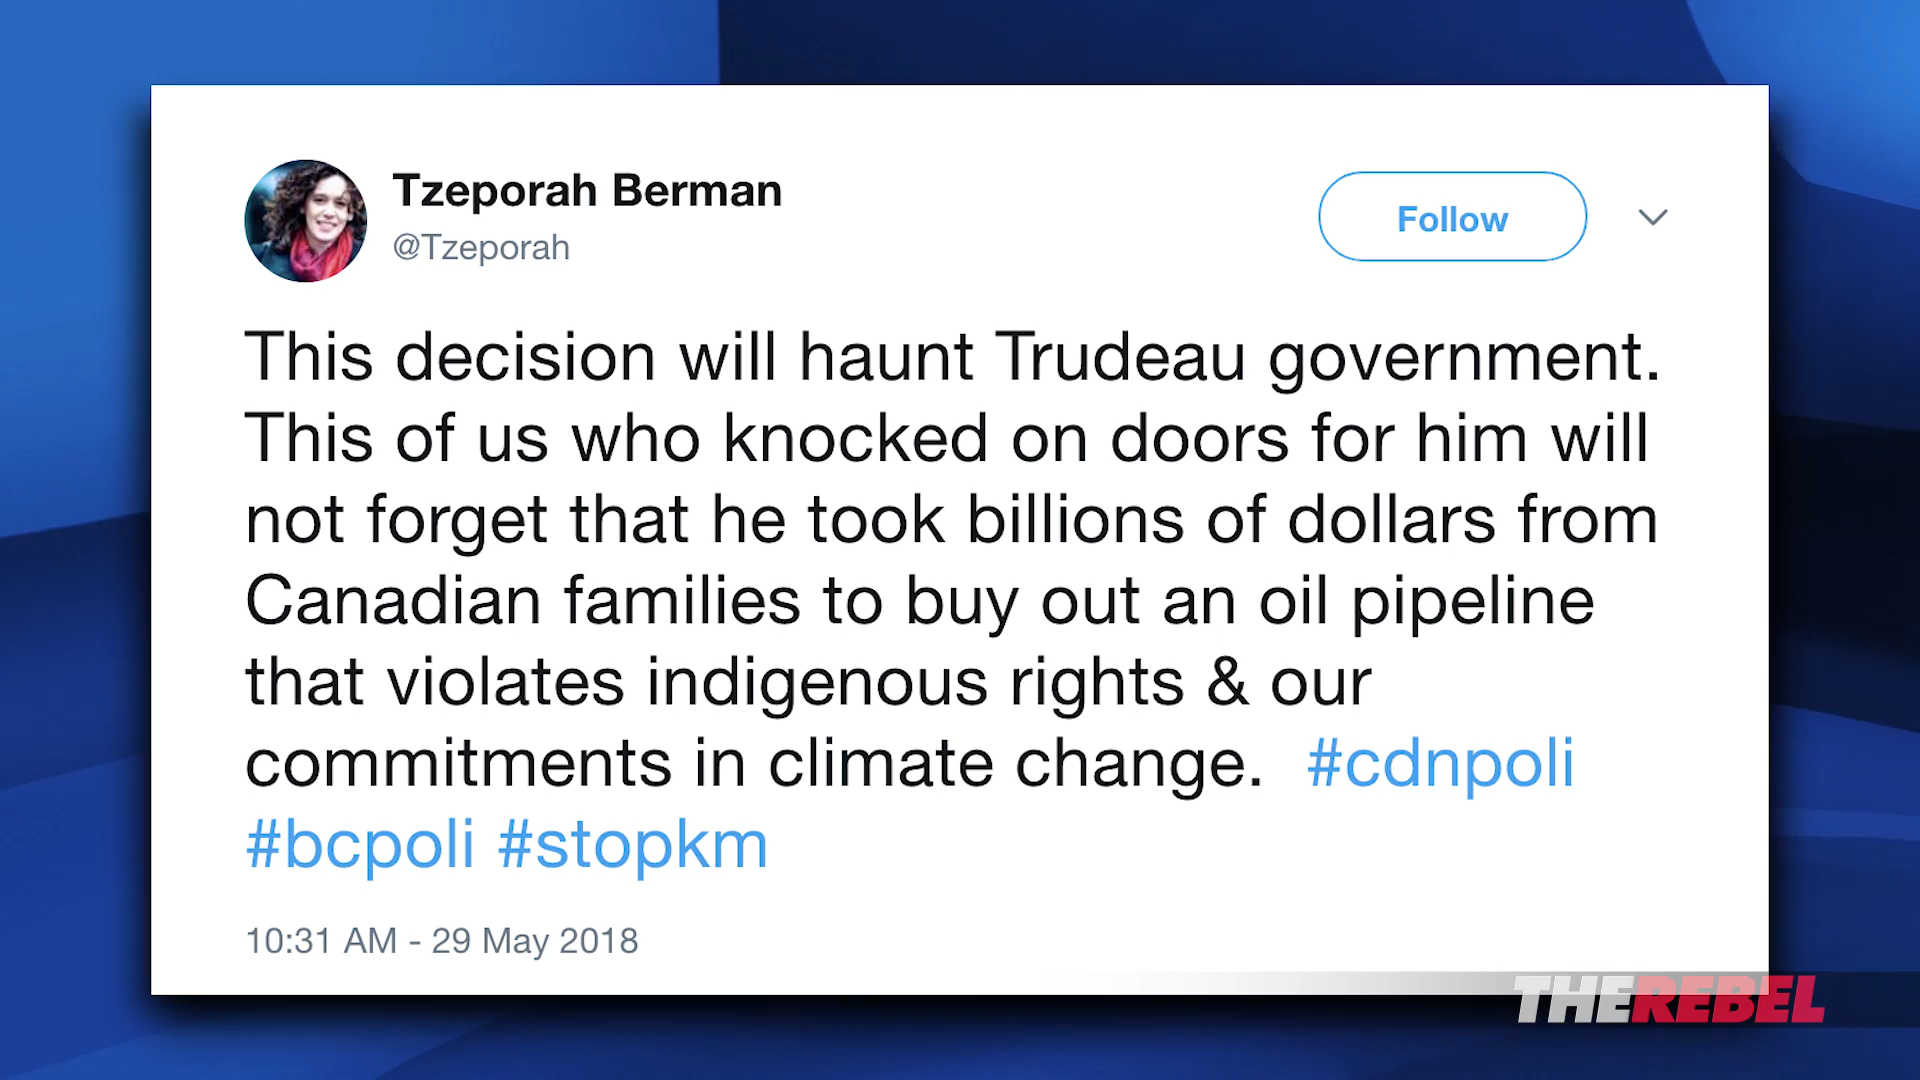 Tzeporah Berman
@Tzeporah
Follow
This decision will haunt Trudeau government.
This of us who knocked on doors for him will
not forget that he took billions of dollars from
Canadian families to buy out an oil pipeline
that violates indigenous rights & our
commitments in climate change. #cdnpoli
#bcpoli #stopkm
10:31 AM - 29 May 2018
THEREBEL